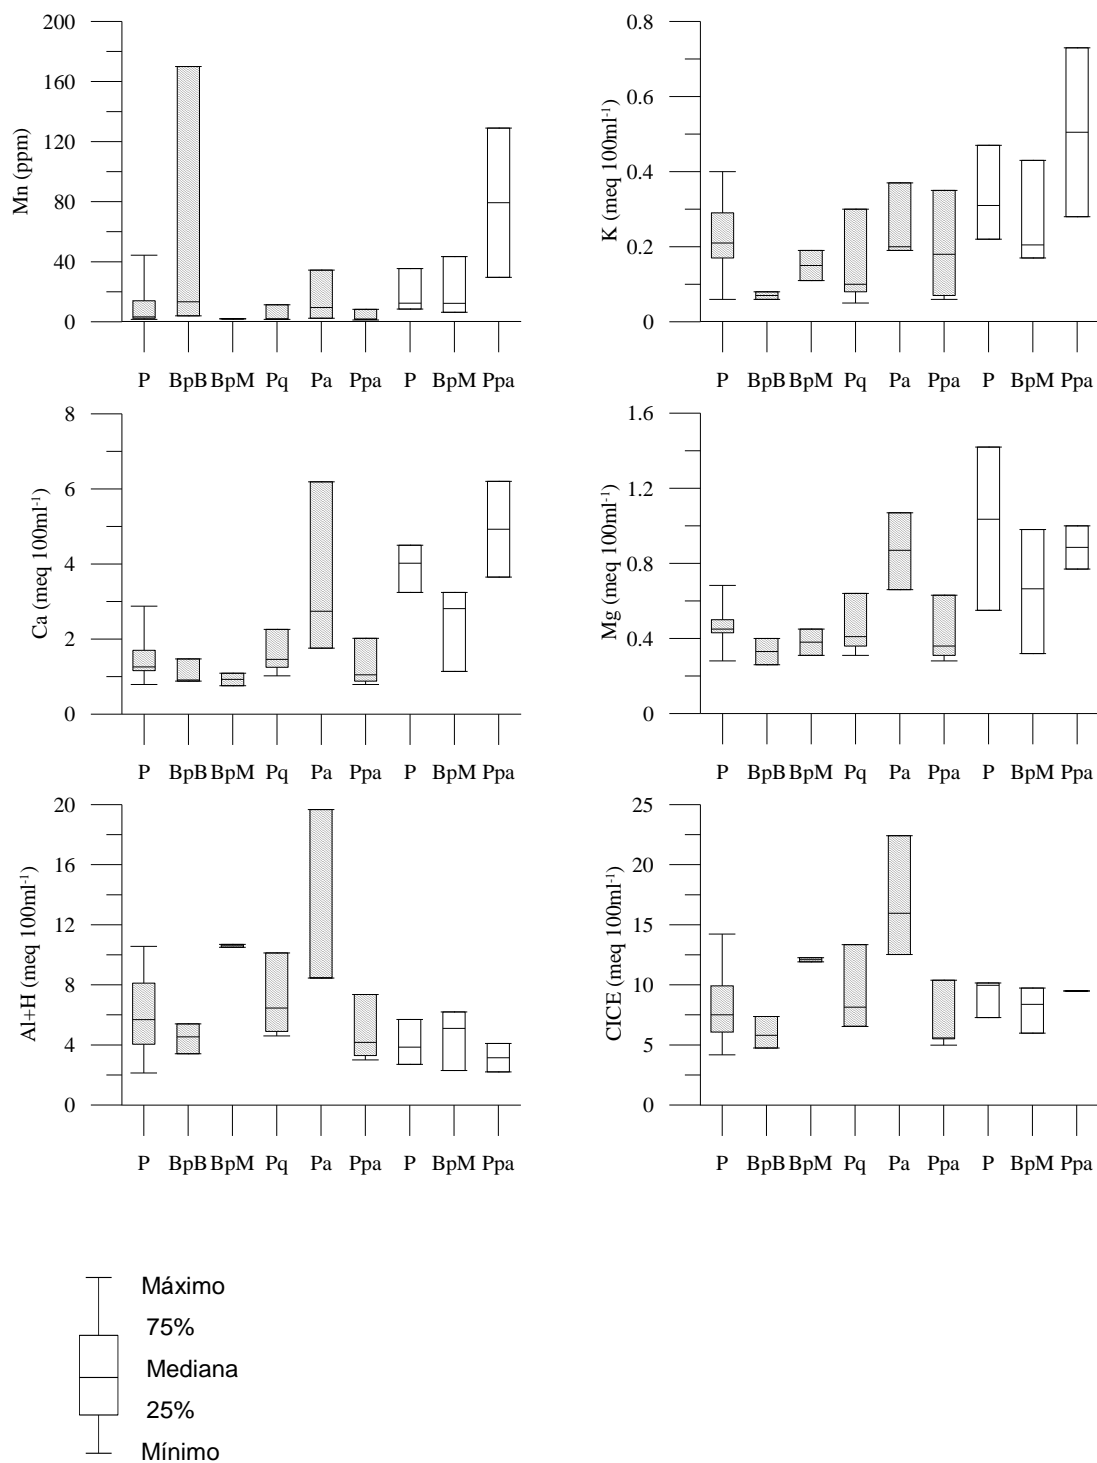 Mn (ppm)
200
160
120
80
40
0
P BpB BpM Pq Pa Ppa P BpM Ppa
K (meq 100ml-1)
0.8
0.6
0.4
0.2
0
P BpB BpM Pq Pa Ppa P BpM Ppa
Ca (meq 100ml-1)
8
6
4
2
0
P BpB BpM Pq Pa Ppa P BpM Ppa
Mg (meq 100ml-1)
1.6
1.2
0.8
0.4
0
P BpB BpM Pq Pa Ppa P BpM Ppa
Al+H (meq 100ml-1)
20
16
12
8
4
0
P BpB BpM Pq Pa Ppa P BpM Ppa
CICE (meq 100ml-1)
25
20
15
10
5
0
P BpB BpM Pq Pa Ppa P BpM Ppa
Máximo
75%
Mediana
25%
Mínimo